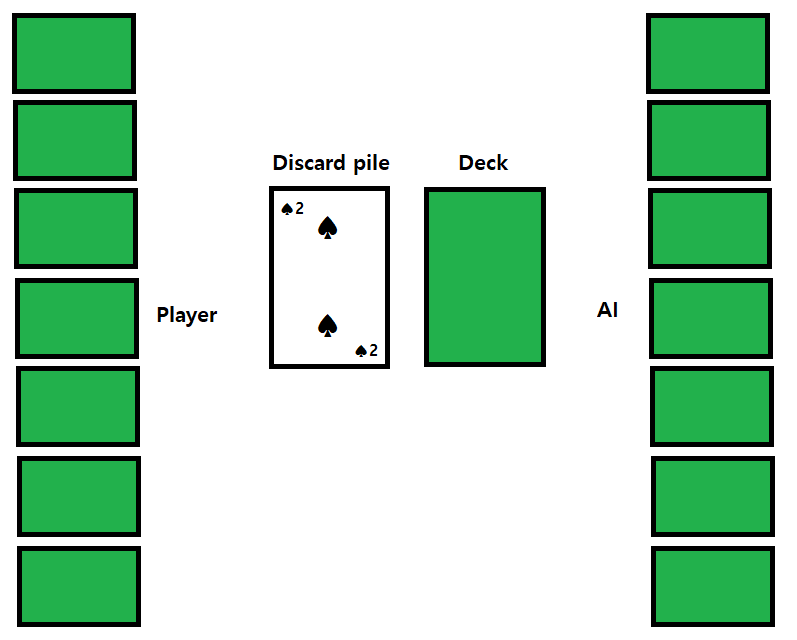 Discard pile
Deck
♠2
Player
AI
♠2